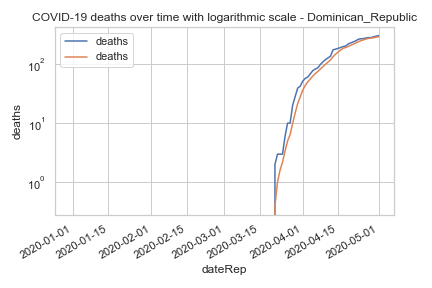 COVID-19 deaths over time with logarithmic scale - Dominican_Republic
deaths
deaths
10²
10¹
10⁰
deaths
2020-01-01
2020-01-15
2020-02-01
2020-02-15
2020-03-01
2020-03-15
2020-04-01
2020-04-15
2020-05-01
dateRep